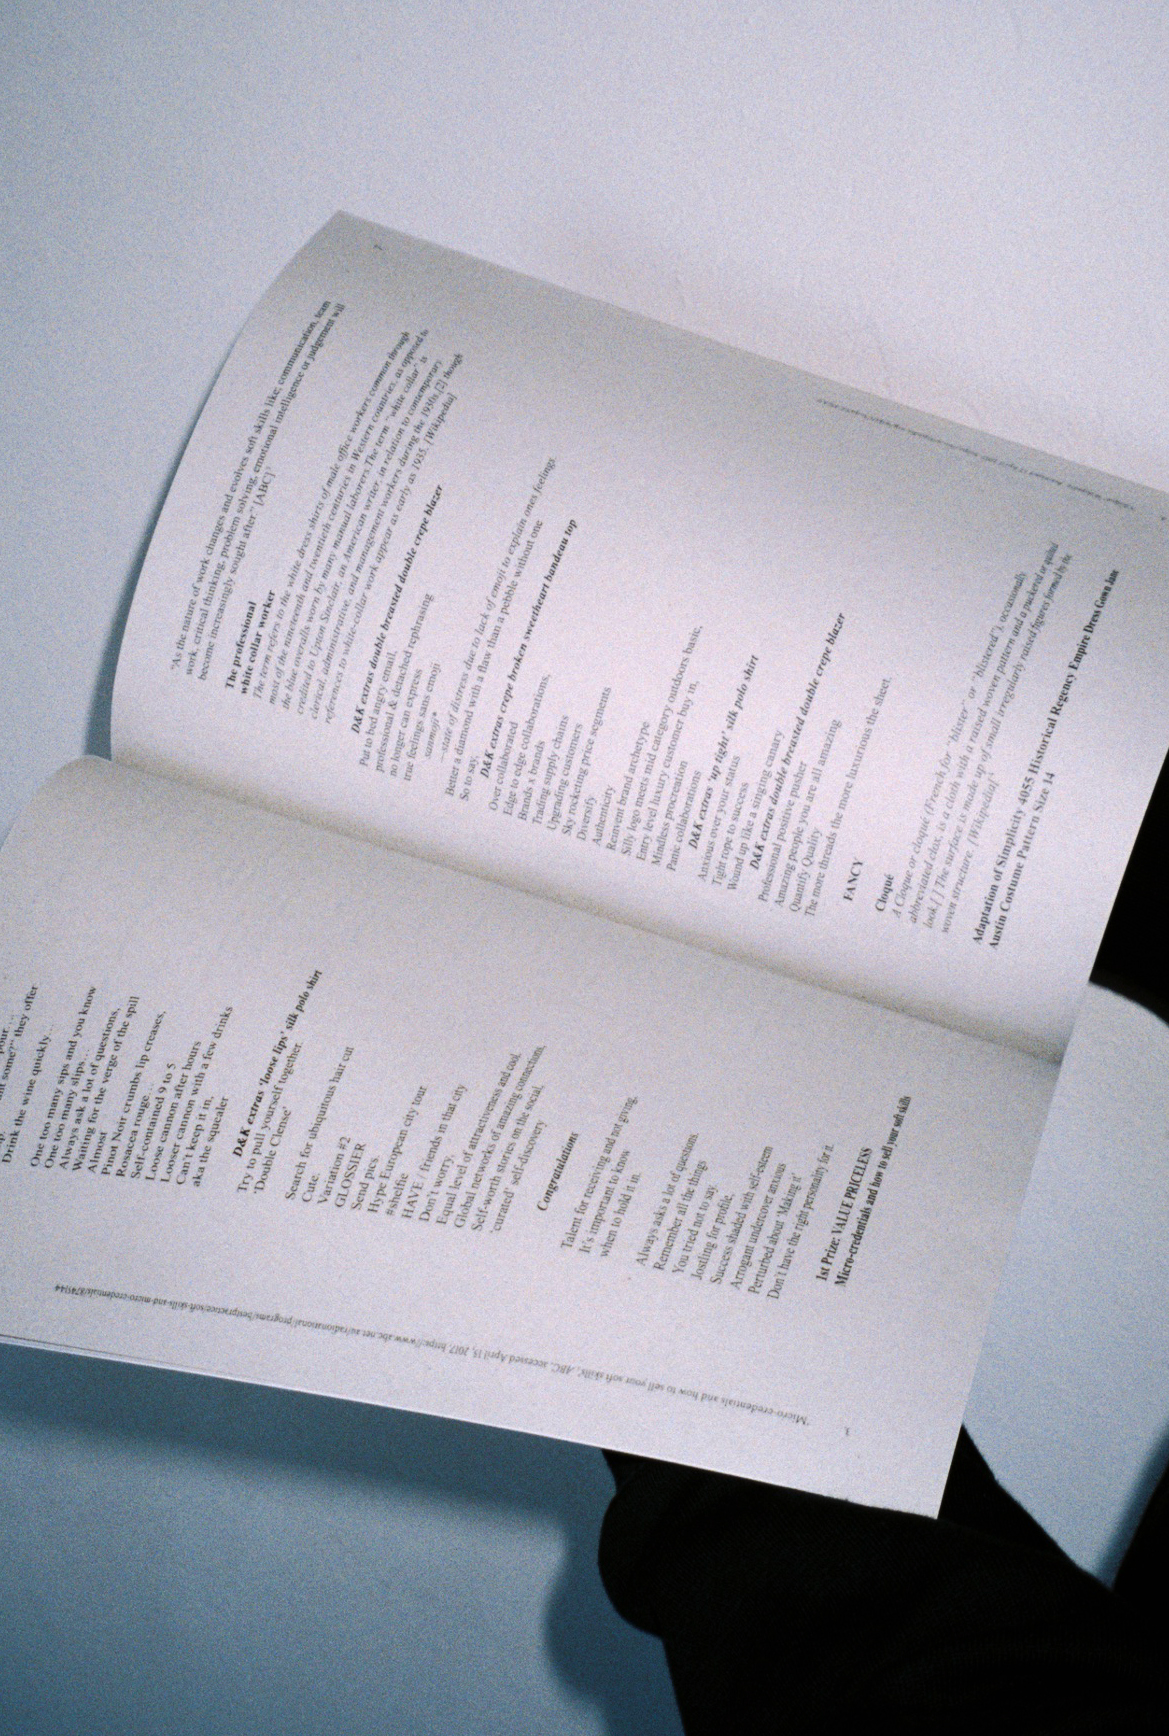 some?" they offer
Drink the wine quickly...
One too many sips and you know
One too many slips...
Always ask a lot of questions,
Waiting for the verge of the spill
Almost
Pinot Noir crumbs lip creases,
Rosacea rouge...
Self-contained 9 to 5
Loose cannon after hours
Looser cannon with a few drinks
Can't keep it in,
aka the squealer
D&K extras 'loose lips' silk polo shirt
Try to pull yourself together.
'Double Clense'
Search for ubiquitous hair cut
Cute.
Variation #2
GLOSSIER
Send pics.
Hype European city tour
#shelfie
HAVE / friends in that city
Don't worry,
Equal level of attractiveness and cool,
Global networks of amazing connections,
Self-worth stories on the social,
'curated' self-discovery
Congratulations
Talent for receiving and not giving,
It's important to know
when to hold it in.
Always asks a lot of questions.
Remember all the things
You tried not to say.
Jostling for profile,
Success shaded with self-esteem
Arrogant undercover anxious
Perturbed about 'Making it'
Don't have the right personality for it.
1st Prize: VALUE PRICELESS
Micro-credentials and how to sell your soft skills
"Micro-credentials and how to sell your soft skills", ABC, accessed April 15, 2017, https://www.abc.net.au/radionational/programs/bestpractice/soft-skills-and-micro-credentials/8741144
1
"As the nature of work changes and evolves soft skills like; communication, team
work, critical thinking, problem solving, emotional intelligence or judgement will
become increasingly sought after" [ABC]
The professional
white collar worker
The term refers to the white dress shirts of male office workers common through
most of the nineteenth and twentieth centuries in Western countries, as opposed to
the blue overalls worn by many manual laborers. The term "white collar" is
credited to Upton Sinclair, an American writer, in relation to contemporary
clerical, administrative, and management workers during the 1930s,[2] though
references to white-collar work appear as early as 1935. [Wikipedia]
D&K extras double breasted double crepe blazer
Put to bed angry email,
professional & detached rephrasing
no longer can express
true feelings sans emoji
sanmoji*
...state of distress due to lack of emoji to explain ones feelings.
Better a diamond with a flaw than a pebble without one
So to say,
D&K extras crepe broken sweetheart bandeau top
Over collaborated
Edge to edge collaborations,
Brands x brands
Trading supply chains
Upgrading customers
Sky rocketing price segments
Diversify
Authenticity
Reinvent brand archetype
Silly logo meets mid category outdoors basic,
Entry level luxury customer buy in,
Mindless procreation
Panic collaborations
D&K extras 'up tight' silk polo shirt
Anxious over your status
Tight rope to success
Wound up like a singing canary
D&K extras double breasted double crepe blazer
Professional positive pusher
Amazing people you are all amazing
Quantify Quality
The more threads the more luxurious the sheet.
FANCY
Cloqué
A Cloque or cloqué (French for "blister" or "blistered"), occasionally
abbreviated clox, is a cloth with a raised woven pattern and a puckered or quilted
look.[ ] The surface is made up of small irregularly raised figures formed by the
woven structure. [Wikipedia]
Adaptation of Simplicity 4055 Historical Regency Empire Dress Gown Jane
Austin Costume Pattern Size 14
2